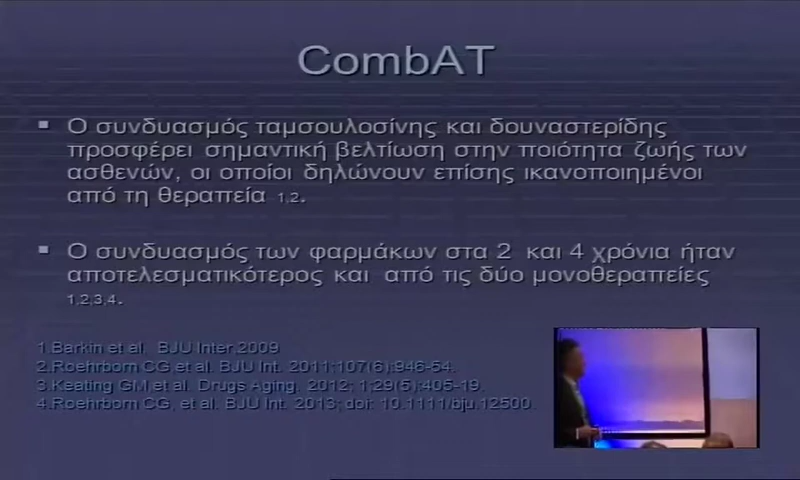 CombAT
Ο συνδυασμός ταμσουλοσίνης και δουναστερίδης
προσφέρει σημαντική βελτίωση στην ποιότητα ζωής των
ασθενών, οι οποίοι δηλώνουν επίσης ικανοποιημένοι
από τη θεραπεία 1,2.
Ο συνδυασμός των φαρμάκων στα 2 και 4 χρόνια ήταν
αποτελεσματικότερος και από τις δύο μονοθεραπείες
1,2,3,4.
1.Barkin et al. BJU Inter,2009
2.Roehrborn CG et al. BJU Int. 2011;107(6):946-54.
3.Keating GM,et al. Drugs Aging. 2012; 1;29(5):405-19.
4.Roehrborn CG, et al. BJU Int. 2013; doi: 10.1111/bju.12500.